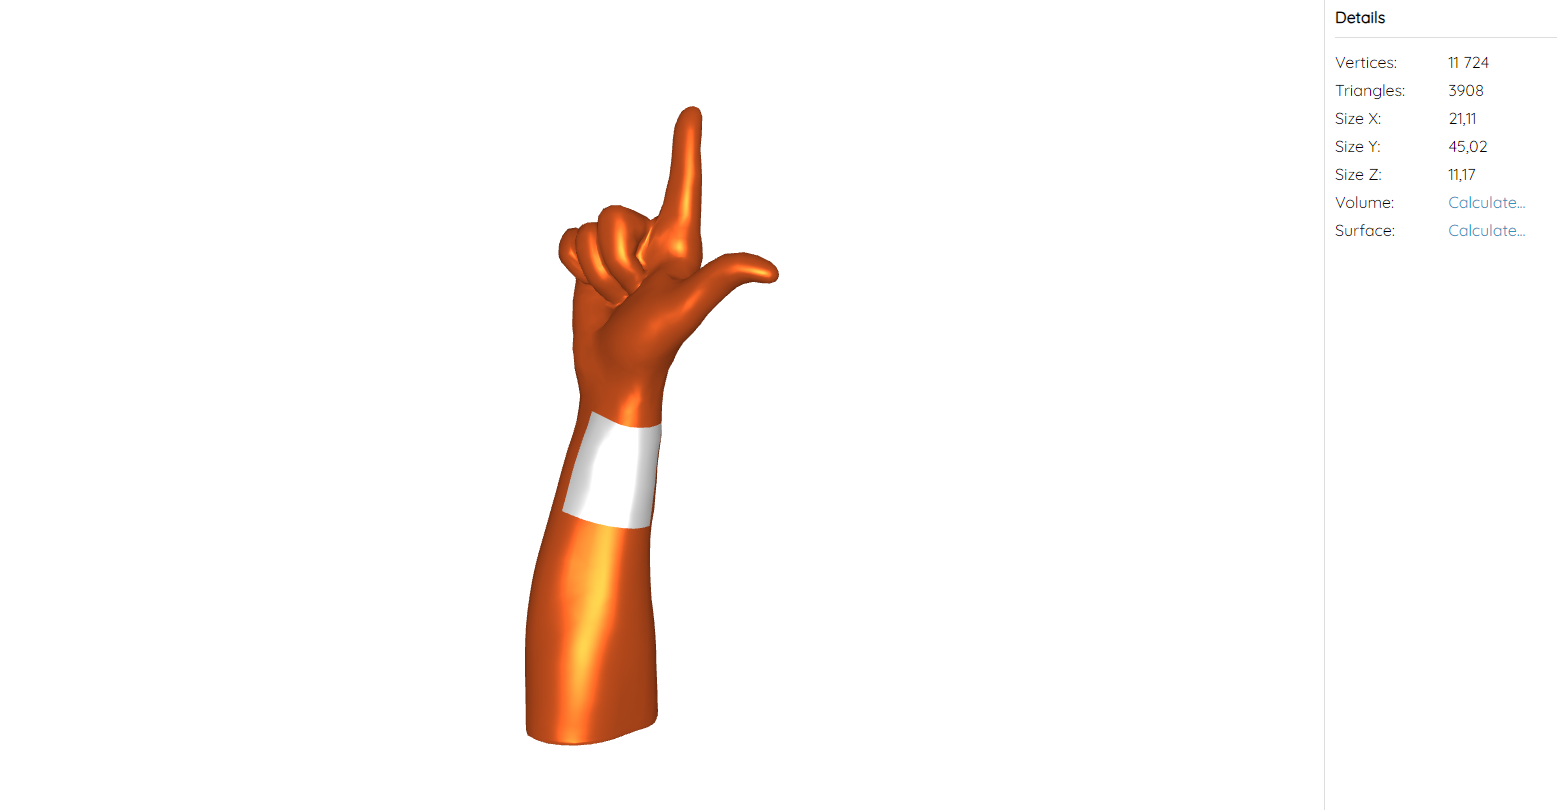 Details
Vertices: 11 724
Triangles: 3908
Size X: 21,11
Size Y: 45,02
Size Z: 11,17
Volume: Calculate...
Surface: Calculate...